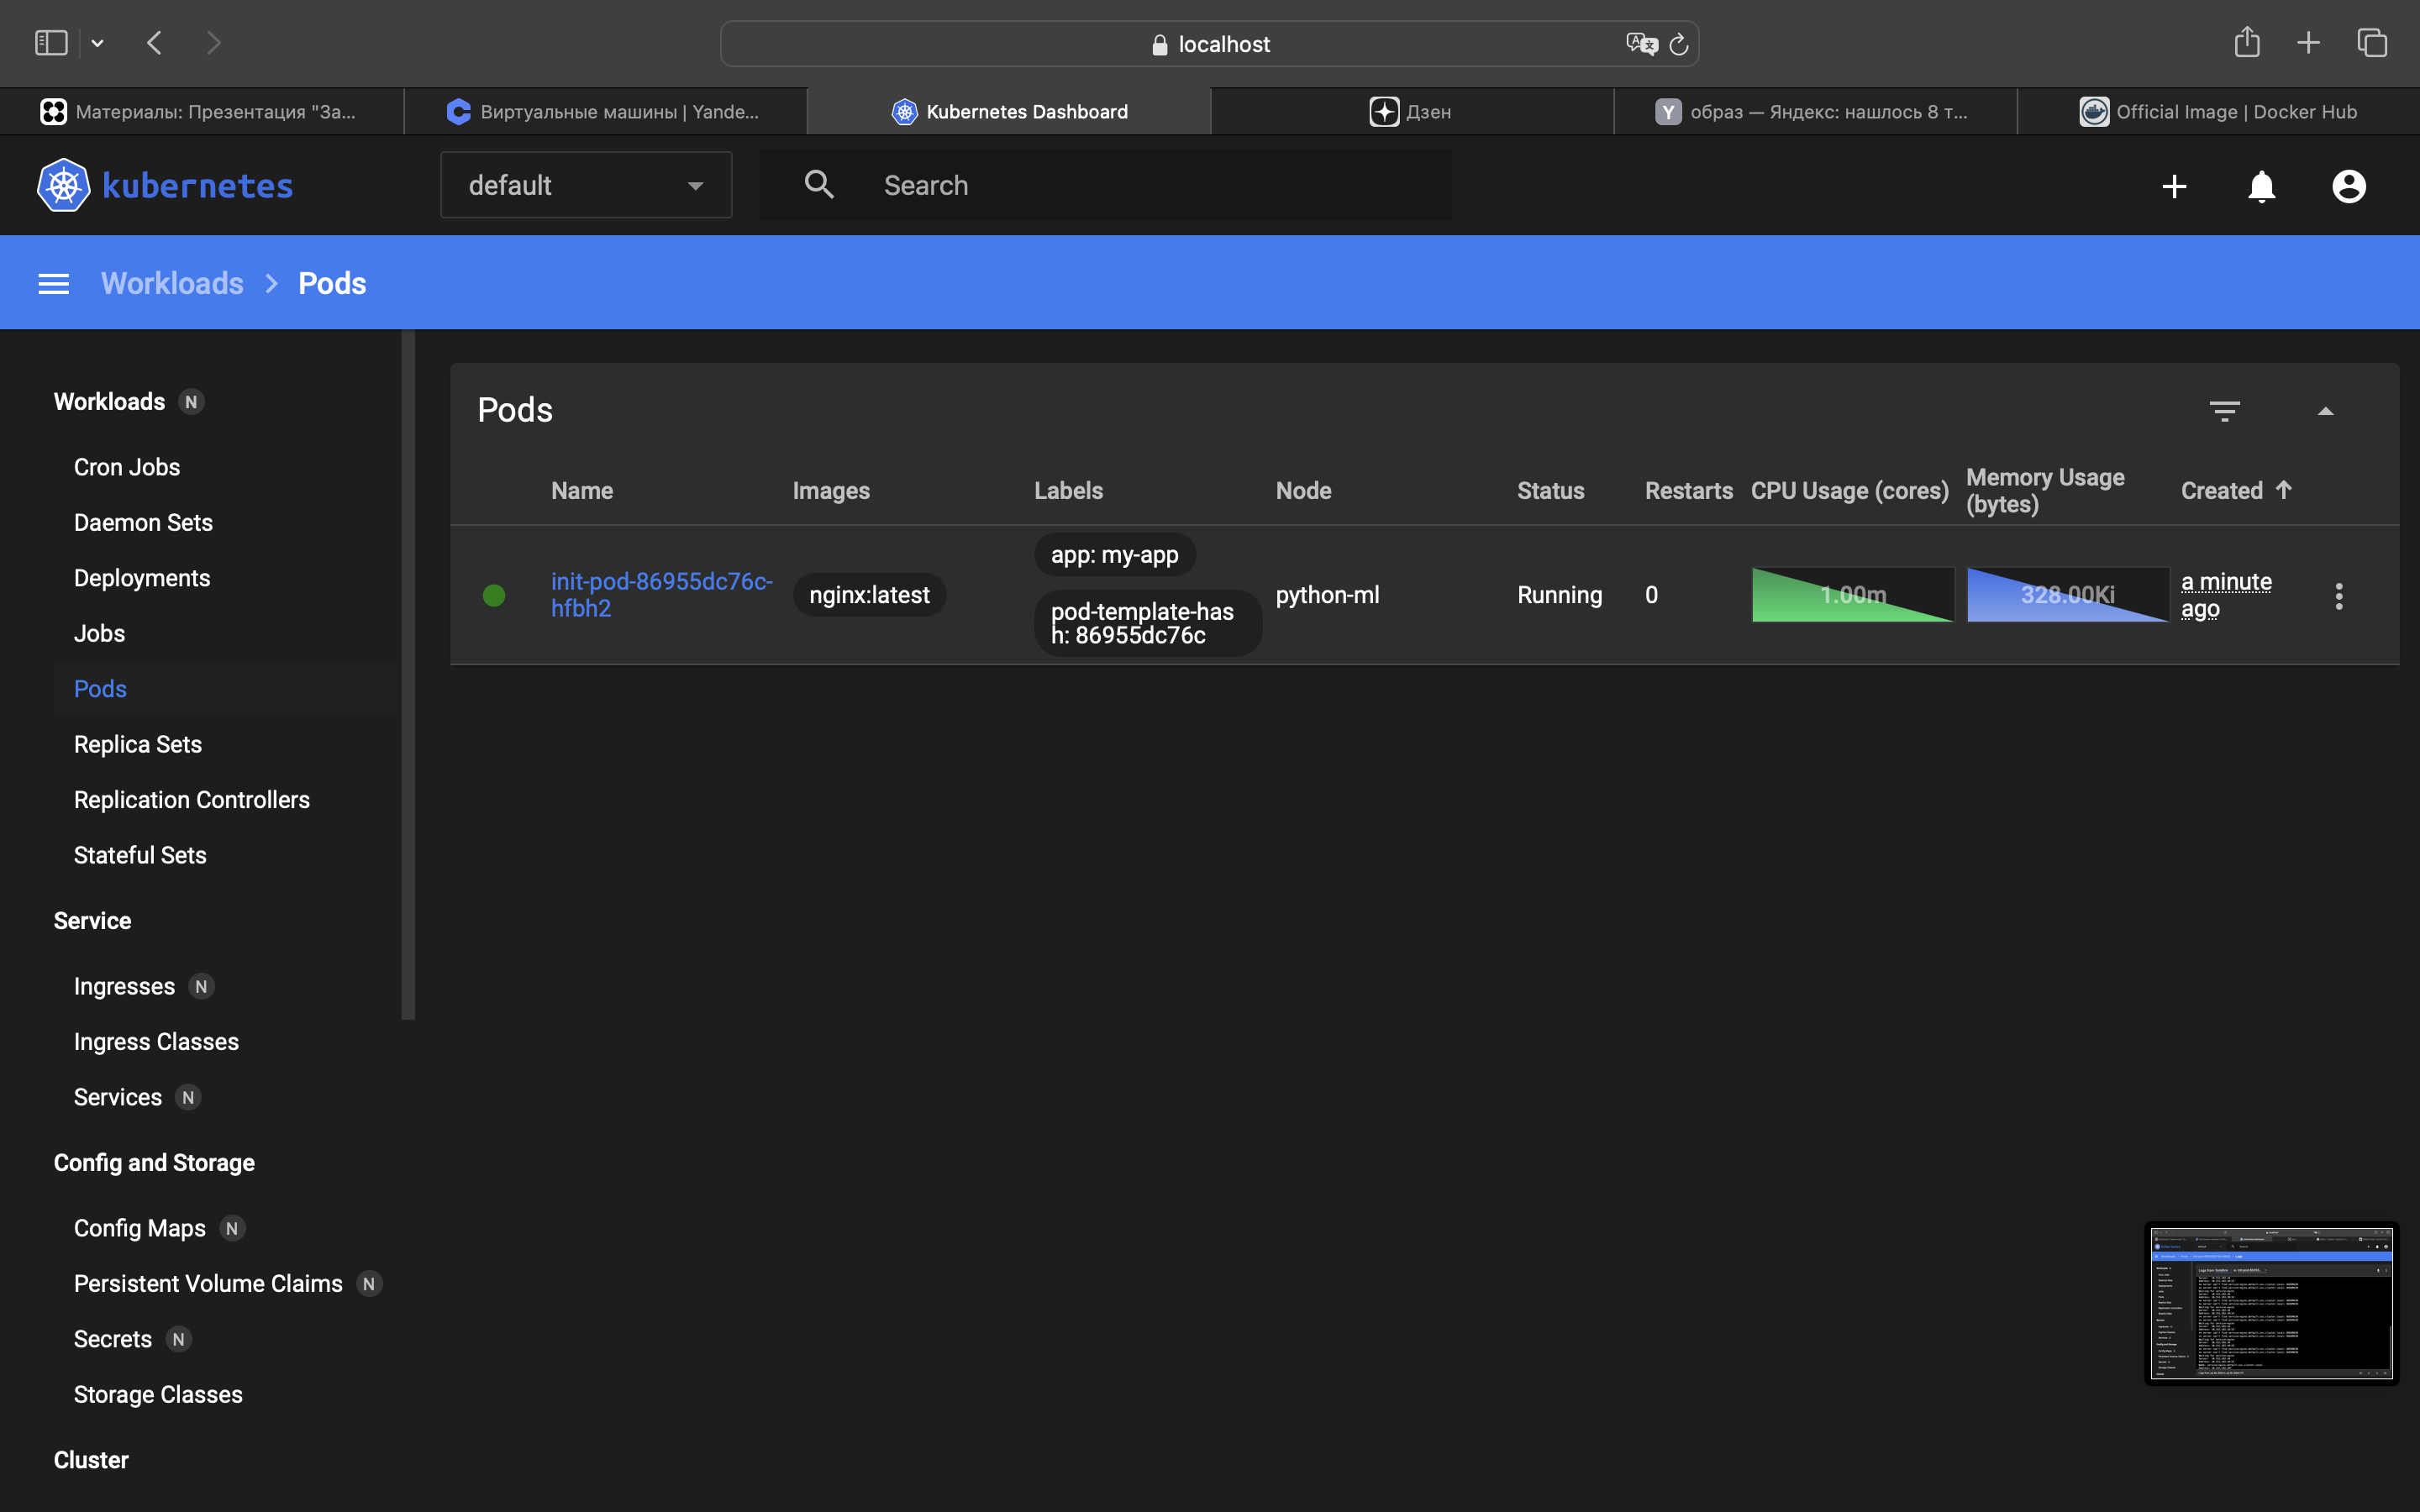 localhost
Материалы: Презентация "За...
Виртуальные машины | Yande...
Kubernetes Dashboard
Дзен
Y образ — Яндекс: нашлось 8 т...
Official Image | Docker Hub
kubernetes
default
Search
Workloads > Pods
Workloads N
Cron Jobs
Daemon Sets
Deployments
Jobs
Pods
Replica Sets
Replication Controllers
Stateful Sets
Service
Ingresses N
Ingress Classes
Services N
Config and Storage
Config Maps N
Persistent Volume Claims N
Secrets N
Storage Classes
Cluster
Pods
Name
Images
Labels
Node
Status
Restarts
CPU Usage (cores)
Memory Usage
(bytes)
Created
init-pod-86955dc76c-
hfbh2
nginx:latest
app: my-app
pod-template-has
h: 86955dc76c
python-ml
Running
0
1.00m
328.00Ki
a minute
ago